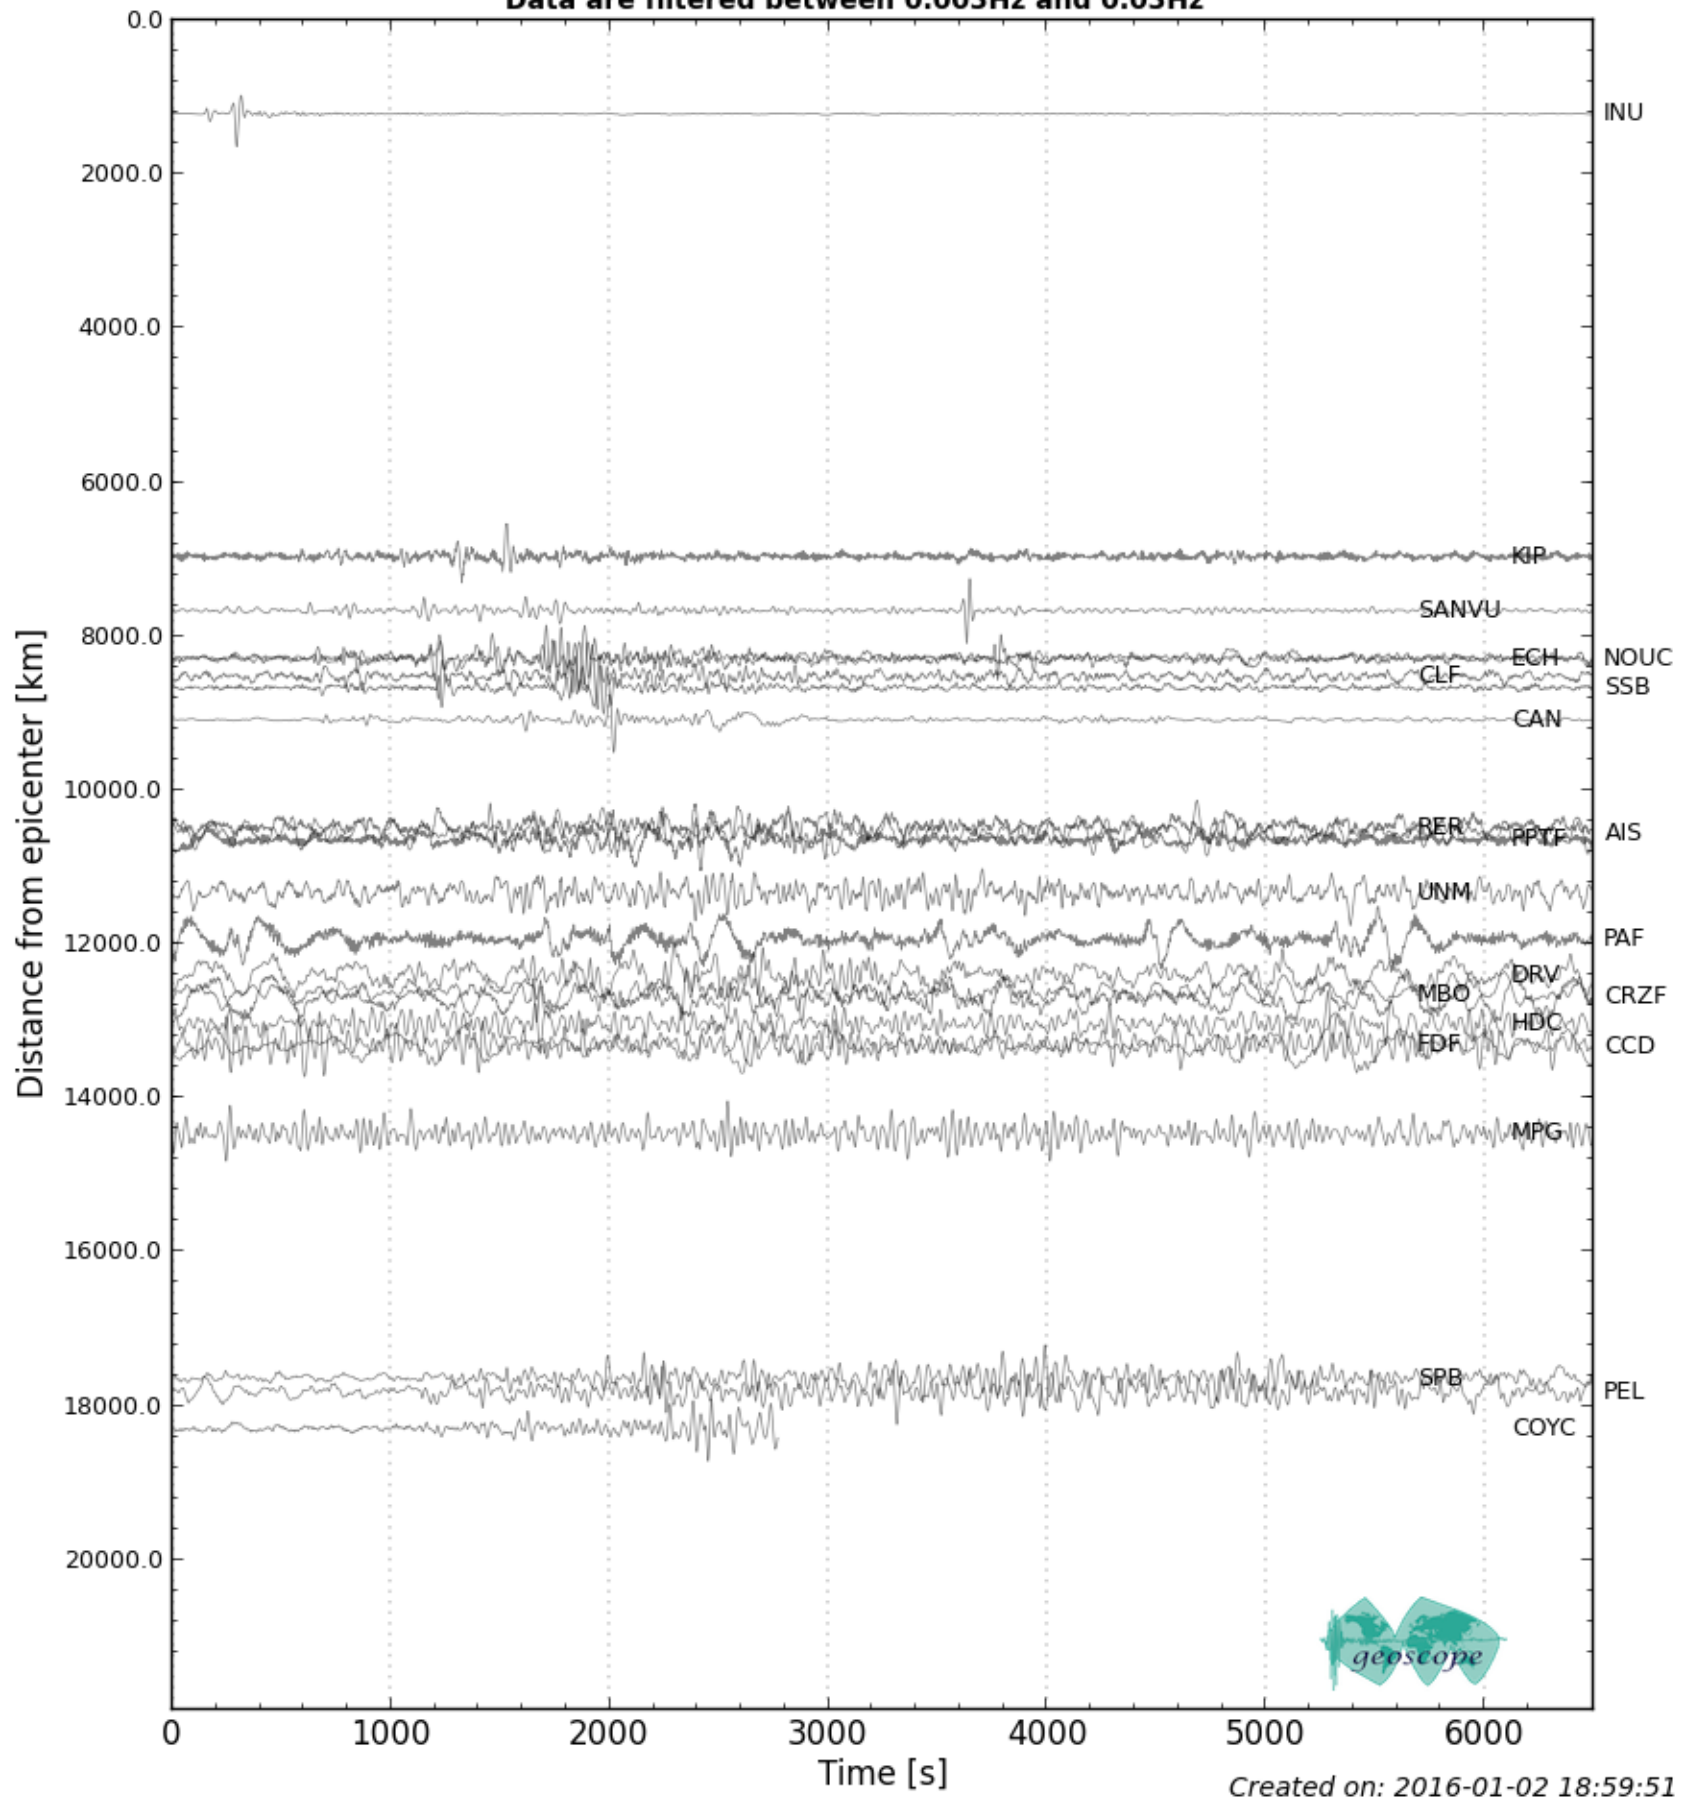 Data are filtered between 0.005Hz and 0.05Hz
0.0
INU
2000.0
4000.0
6000.0
KIP
SANVU
8000.0
ECH
NOUC
CLF
SSB
CAN
10000.0
RER
PPTF
AIS
UNM
12000.0
PAF
DRV
MBO
CRZF
HDC
FDF
CCD
14000.0
MPG
16000.0
SPB
PEL
18000.0
COYC
20000.0
geoscope
0 1000 2000 3000 4000 5000 6000
Time [s]
Distance from epicenter [km]
Created on: 2016-01-02 18:59:51